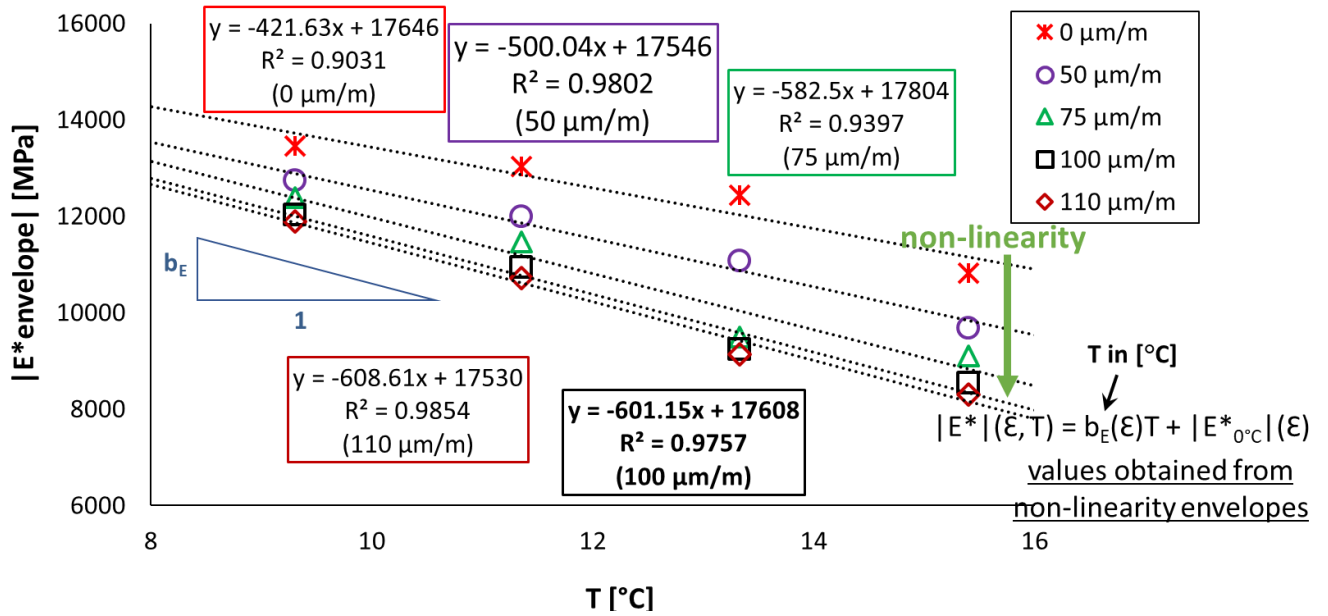 |E*envelope| [MPa]
16000
14000
12000
10000
8000
6000
y = -421.63x + 17646
R² = 0.9031
(0 μm/m)
y = -500.04x + 17546
R² = 0.9802
(50 μm/m)
y = -582.5x + 17804
R² = 0.9397
(75 μm/m)
0 μm/m
50 μm/m
75 μm/m
100 μm/m
110 μm/m
non-linearity
bE
1
y = -608.61x + 17530
R² = 0.9854
(110 μm/m)
y = -601.15x + 17608
R² = 0.9757
(100 μm/m)
T in [°C]
|E*|(Ɛ, T) = bE(Ɛ)T + |E*0°C|(Ɛ)
values obtained from
non-linearity envelopes
8
10
12
14
16
T [°C]